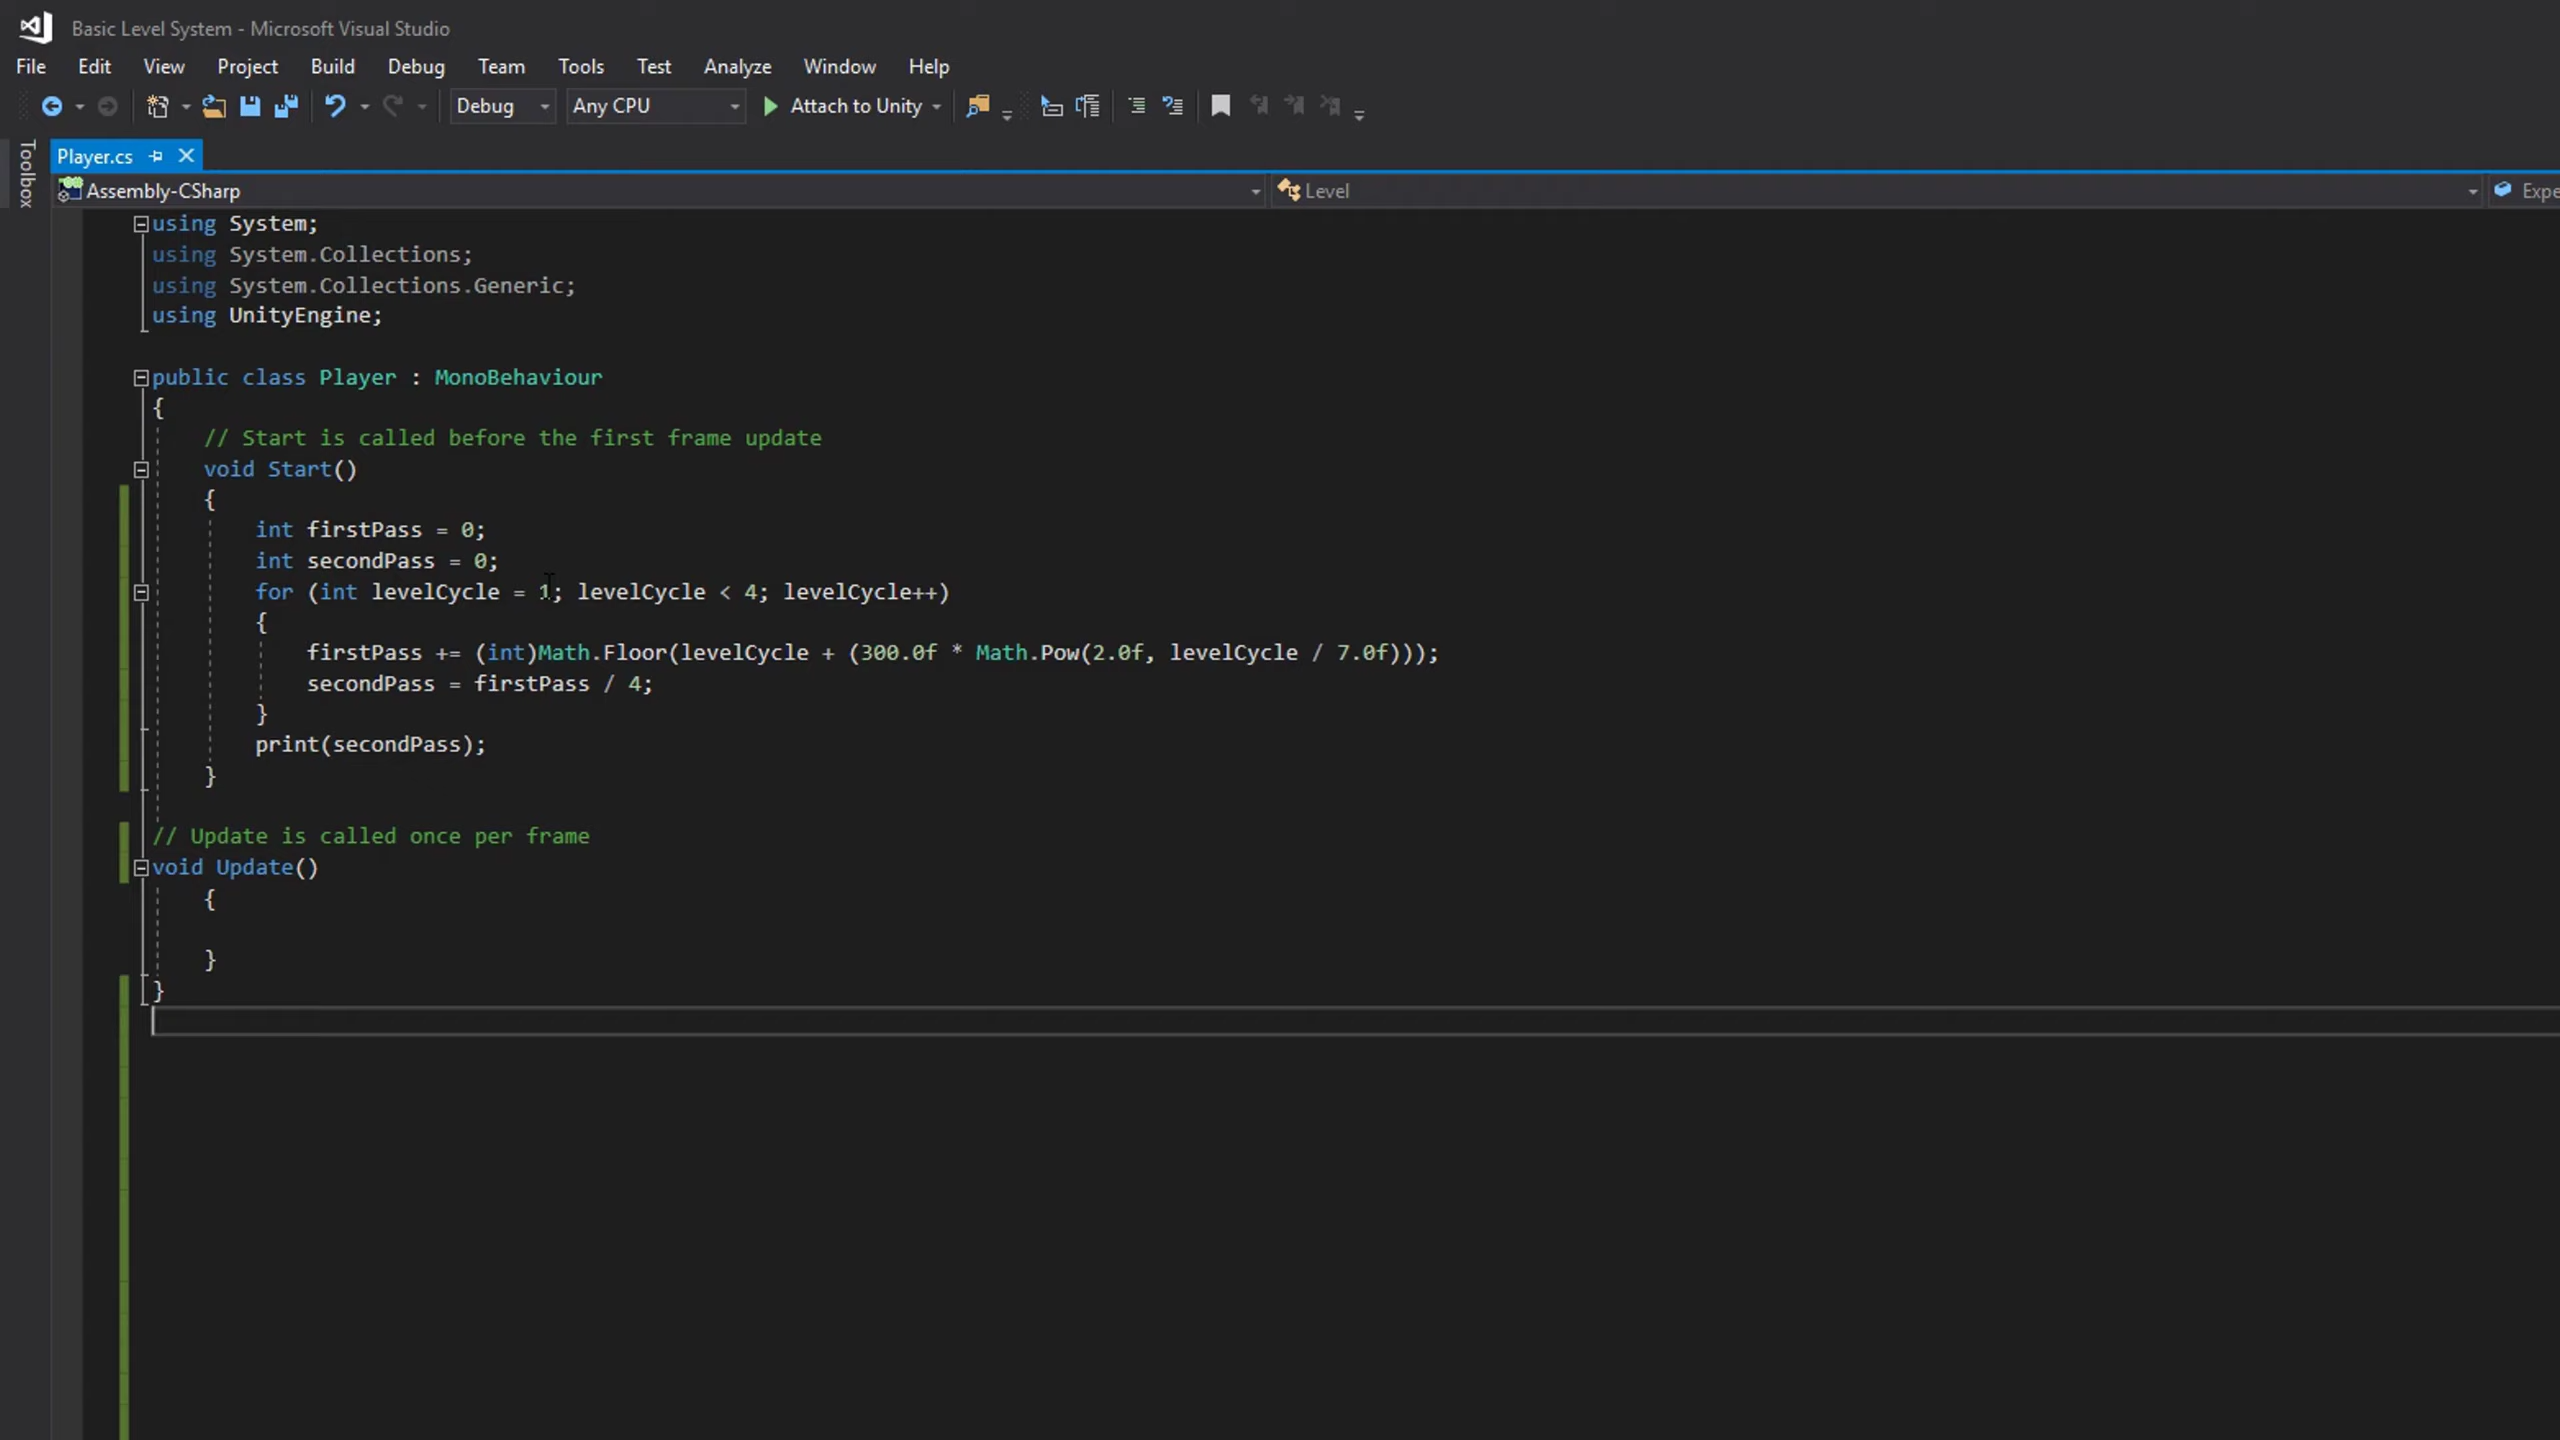 Basic Level System - Microsoft Visual Studio
File Edit View Project Build Debug Team Tools Test Analyze Window Help
Debug Any CPU Attach to Unity
Toolbox
Player.cs
Assembly-CSharp Level Expe
using System;
using System.Collections;
using System.Collections.Generic;
using UnityEngine;
public class Player : MonoBehaviour
{
// Start is called before the first frame update
void Start()
{
int firstPass = 0;
int secondPass = 0;
for (int levelCycle = 1; levelCycle < 4; levelCycle++)
{
firstPass += (int)Math.Floor(levelCycle + (300.0f * Math.Pow(2.0f, levelCycle / 7.0f)));
secondPass = firstPass / 4;
}
print(secondPass);
}
// Update is called once per frame
void Update()
{
}
}